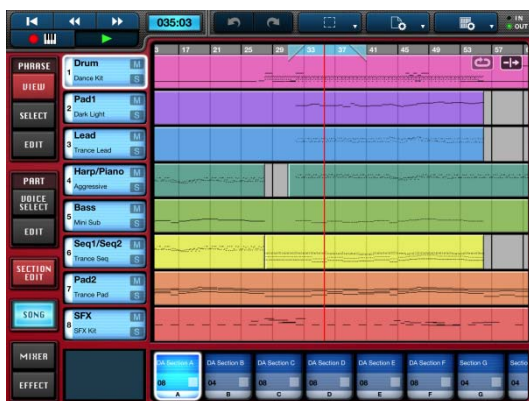 035:03
IN
OUT
3 17 21 25 29 33 37 41 45 49 53 57
PHRASE
VIEW
SELECT
EDIT
PART
VOICE
SELECT
EDIT
SECTION
EDIT
SONG
MIXER
EFFECT
1 Drum M
Dance Kit S
2 Pad1 M
Dark Light S
3 Lead M
Trance Lead S
4 Harp/Piano M
Aggressive S
5 Bass M
Mini Sub S
6 Seq1/Seq2 M
Trance Seq S
7 Pad2 M
Trance Pad S
8 SFX M
SFX Kit S
DA Section A DA Section B DA Section C DA Section D DA Section E DA Section F Section G Sectio
08 04 08 08 08 08 04 04
A B C D E F G